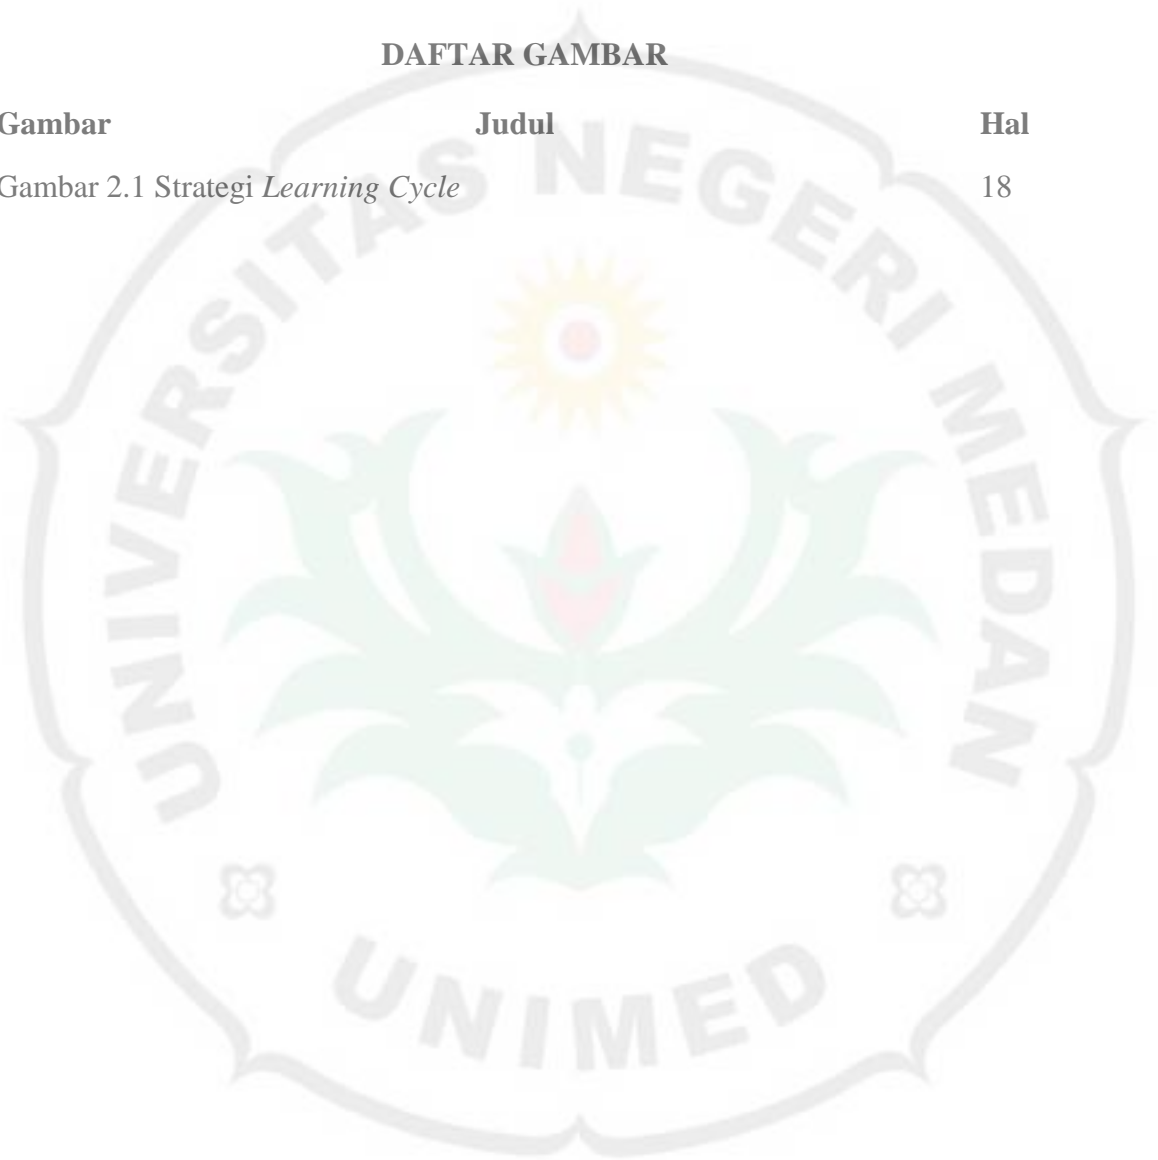 DAFTAR GAMBAR
Gambar Judul Hal
Gambar 2.1 Strategi Learning Cycle 18
UNIVERSITAS NEGERI MEDAN
UNIMED